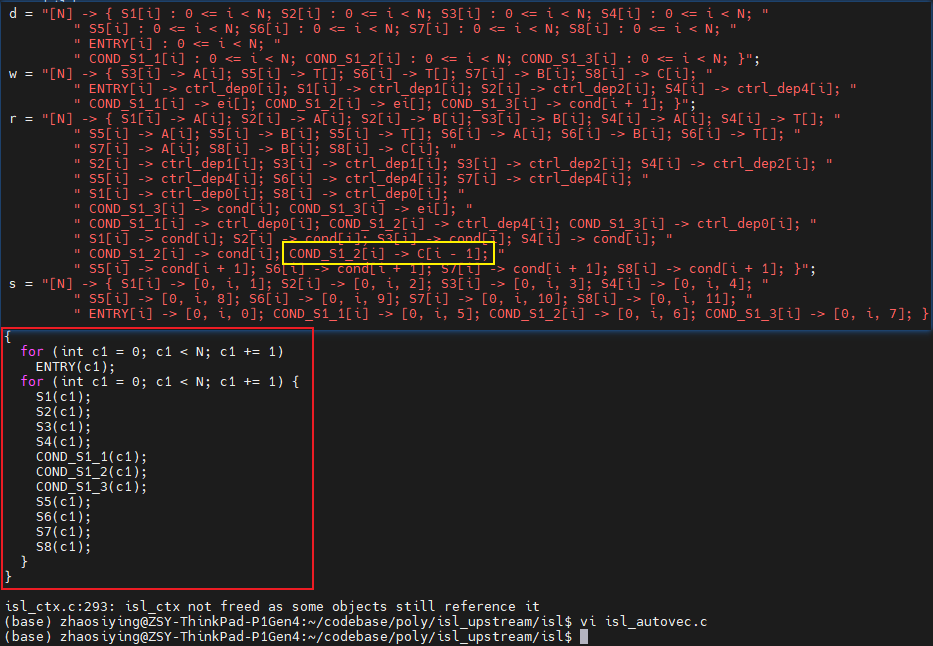 d = "[N] -> { S1[i] : 0 <= i < N; S2[i] : 0 <= i < N; S3[i] : 0 <= i < N; S4[i] : 0 <= i < N; "
" S5[i] : 0 <= i < N; S6[i] : 0 <= i < N; S7[i] : 0 <= i < N; S8[i] : 0 <= i < N; "
" ENTRY[i] : 0 <= i < N; "
" COND_S1_1[i] : 0 <= i < N; COND_S1_2[i] : 0 <= i < N; COND_S1_3[i] : 0 <= i < N; }";
w = "[N] -> { S3[i] -> A[i]; S5[i] -> T[]; S6[i] -> T[]; S7[i] -> B[i]; S8[i] -> C[i]; "
" ENTRY[i] -> ctrl_dep0[i]; S1[i] -> ctrl_dep1[i]; S2[i] -> ctrl_dep2[i]; S4[i] -> ctrl_dep4[i]; "
" COND_S1_1[i] -> ei[]; COND_S1_2[i] -> ei[]; COND_S1_3[i] -> cond[i + 1]; }";
r = "[N] -> { S1[i] -> A[i]; S2[i] -> A[i]; S2[i] -> B[i]; S3[i] -> B[i]; S4[i] -> A[i]; S4[i] -> T[]; "
" S5[i] -> A[i]; S5[i] -> B[i]; S5[i] -> T[]; S6[i] -> A[i]; S6[i] -> B[i]; S6[i] -> T[]; "
" S7[i] -> A[i]; S8[i] -> B[i]; S8[i] -> C[i]; "
" S2[i] -> ctrl_dep1[i]; S3[i] -> ctrl_dep1[i]; S3[i] -> ctrl_dep2[i]; S4[i] -> ctrl_dep2[i]; "
" S5[i] -> ctrl_dep4[i]; S6[i] -> ctrl_dep4[i]; S7[i] -> ctrl_dep4[i]; "
" S1[i] -> ctrl_dep0[i]; S8[i] -> ctrl_dep0[i]; "
" COND_S1_3[i] -> cond[i]; COND_S1_3[i] -> ei[]; "
" COND_S1_1[i] -> ctrl_dep0[i]; COND_S1_2[i] -> ctrl_dep4[i]; COND_S1_3[i] -> ctrl_dep0[i]; "
" S1[i] -> cond[i]; S2[i] -> cond[i]; S3[i] -> cond[i]; S4[i] -> cond[i]; "
" COND_S1_2[i] -> cond[i]; COND_S1_2[i] -> C[i - 1]; "
" S5[i] -> cond[i + 1]; S6[i] -> cond[i + 1]; S7[i] -> cond[i + 1]; S8[i] -> cond[i + 1]; }";
s = "[N] -> { S1[i] -> [0, i, 1]; S2[i] -> [0, i, 2]; S3[i] -> [0, i, 3]; S4[i] -> [0, i, 4]; "
" S5[i] -> [0, i, 8]; S6[i] -> [0, i, 9]; S7[i] -> [0, i, 10]; S8[i] -> [0, i, 11]; "
" ENTRY[i] -> [0, i, 0]; COND_S1_1[i] -> [0, i, 5]; COND_S1_2[i] -> [0, i, 6]; COND_S1_3[i] -> [0, i, 7]; }
{
for (int c1 = 0; c1 < N; c1 += 1)
ENTRY(c1);
for (int c1 = 0; c1 < N; c1 += 1) {
S1(c1);
S2(c1);
S3(c1);
S4(c1);
COND_S1_1(c1);
COND_S1_2(c1);
COND_S1_3(c1);
S5(c1);
S6(c1);
S7(c1);
S8(c1);
}
}
isl_ctx.c:293: isl_ctx not freed as some objects still reference it
(base) zhaosiying@ZSY-ThinkPad-P1Gen4:~/codebase/poly/isl_upstream/isl$ vi isl_autovec.c
(base) zhaosiying@ZSY-ThinkPad-P1Gen4:~/codebase/poly/isl_upstream/isl$